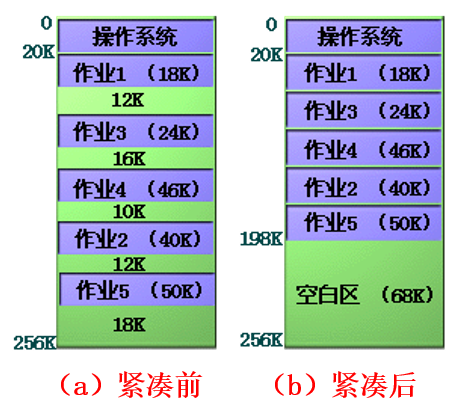 0
操作系统
20K
作业1 (18K)
12K
作业3 (24K)
16K
作业4 (46K)
10K
作业2 (40K)
12K
作业5 (50K)
18K
256K
(a) 紧凑前
0
操作系统
20K
作业1 (18K)
作业3 (24K)
作业4 (46K)
作业2 (40K)
作业5 (50K)
198K
空白区 (68K)
256K
(b) 紧凑后